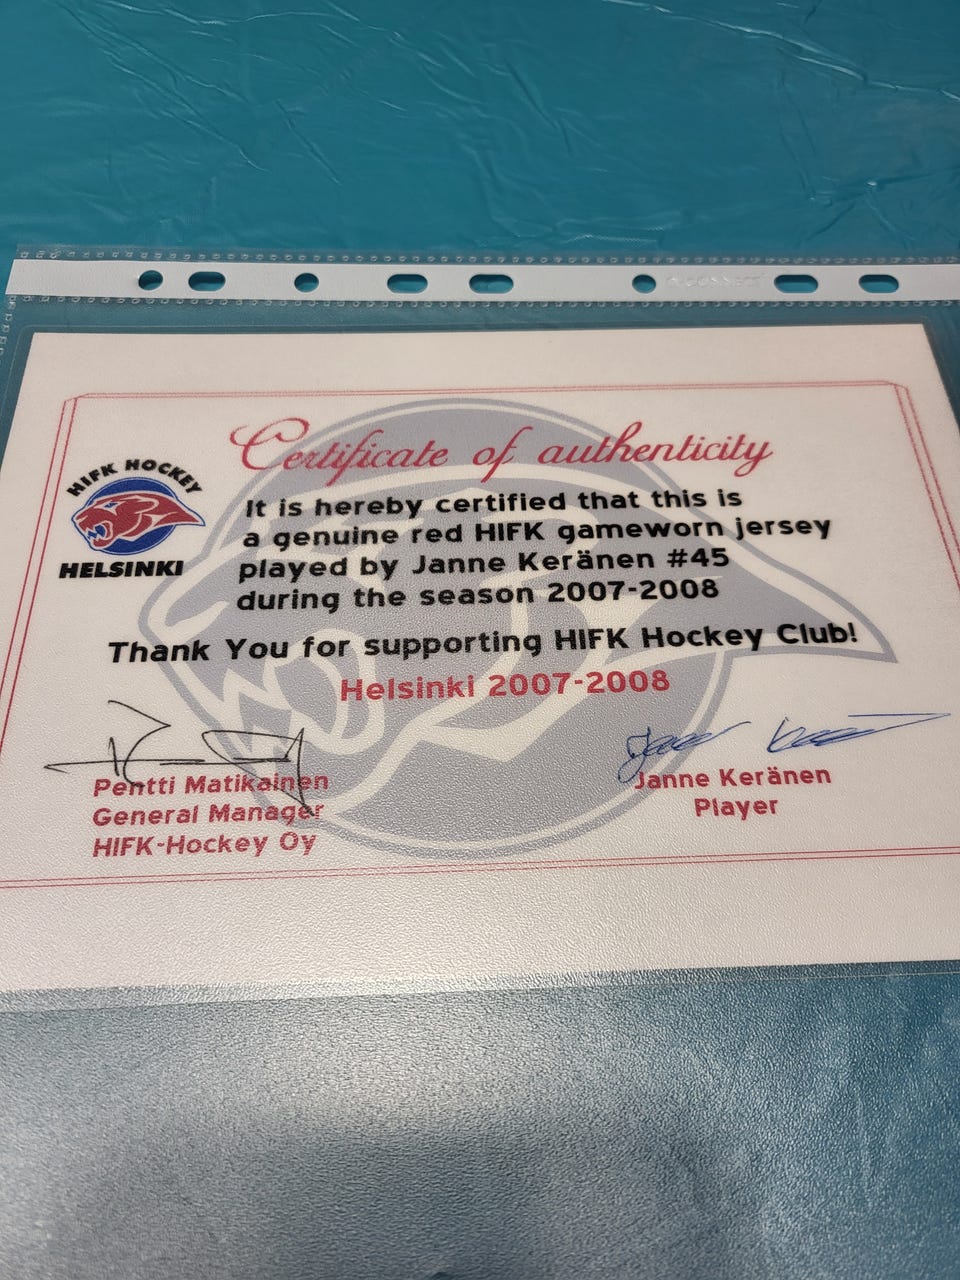 Certificate of authenticity
HIFK HOCKEY
HELSINKI
It is hereby certified that this is
a genuine red HIFK gameworn jersey
played by Janne Keränen #45
during the season 2007-2008
Thank You for supporting HIFK Hockey Club!
Helsinki 2007-2008
Pentti Matikainen
General Manager
HIFK-Hockey Oy
Janne Keränen
Player